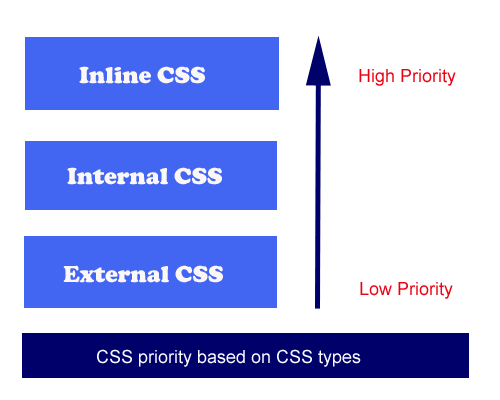 Inline CSS
High Priority
Internal CSS
External CSS
Low Priority
CSS priority based on CSS types